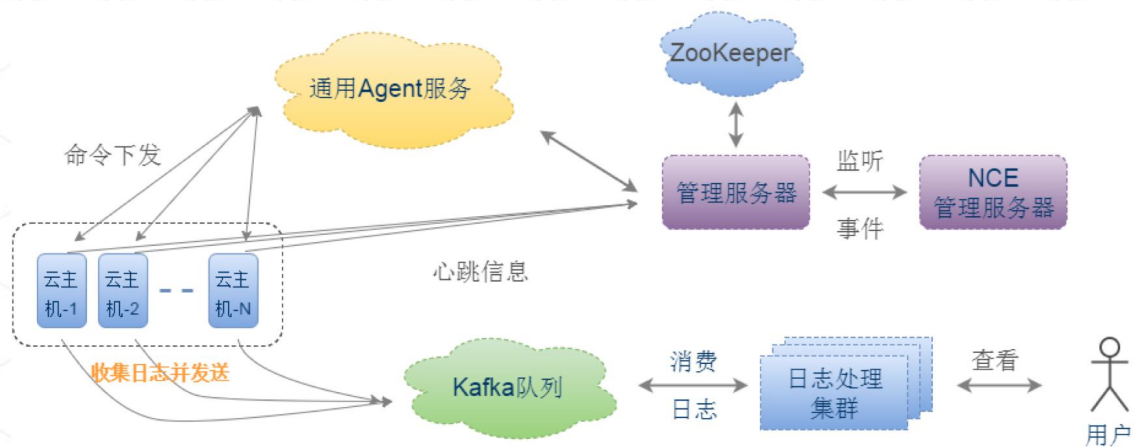 ZooKeeper
通用Agent服务
命令下发
管理服务器
监听
事件
NCE
管理服务器
云主
机-1
云主
机-2
云主
机-N
心跳信息
收集日志并发送
Kafka队列
消费
日志
日志处理
集群
查看
用户